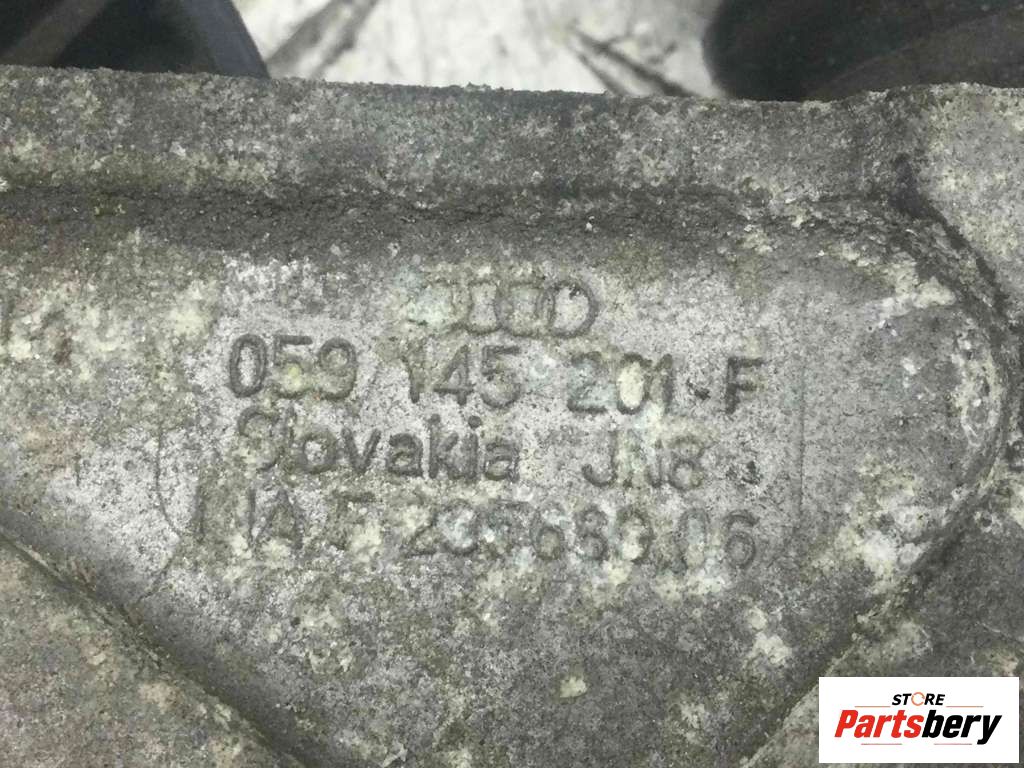 059 145 201 F
Slovakia JN8
STORE
Partsbery